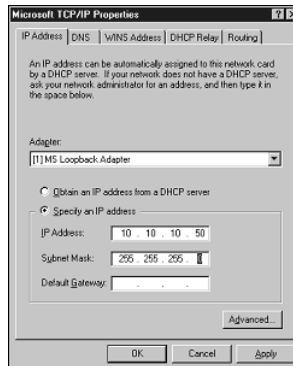 Microsoft TCP/IP Properties
IP Address DNS WINS Address DHCP Relay Routing
An IP address can be automatically assigned to this network card
by a DHCP server. If your network does not have a DHCP server,
ask your network administrator for an address, and then type it in
the space below.
Adapter:
[1] MS Loopback Adapter
Obtain an IP address from a DHCP server
Specify an IP address
IP Address: 10 . 10 . 10 . 50
Subnet Mask: 255 . 255 . 255 .
Default Gateway: . . .
Advanced...
OK Cancel Apply